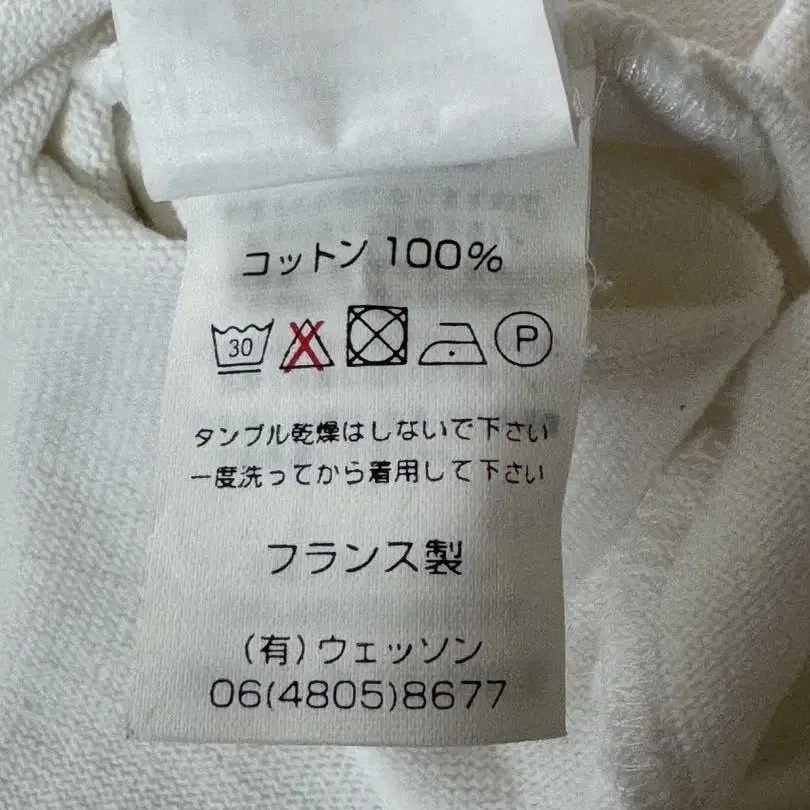 コットン 100%
30 P
タンブル乾燥はしないで下さい
一度洗ってから着用して下さい
フランス製
(有)ウェッソン
06(4805)8677